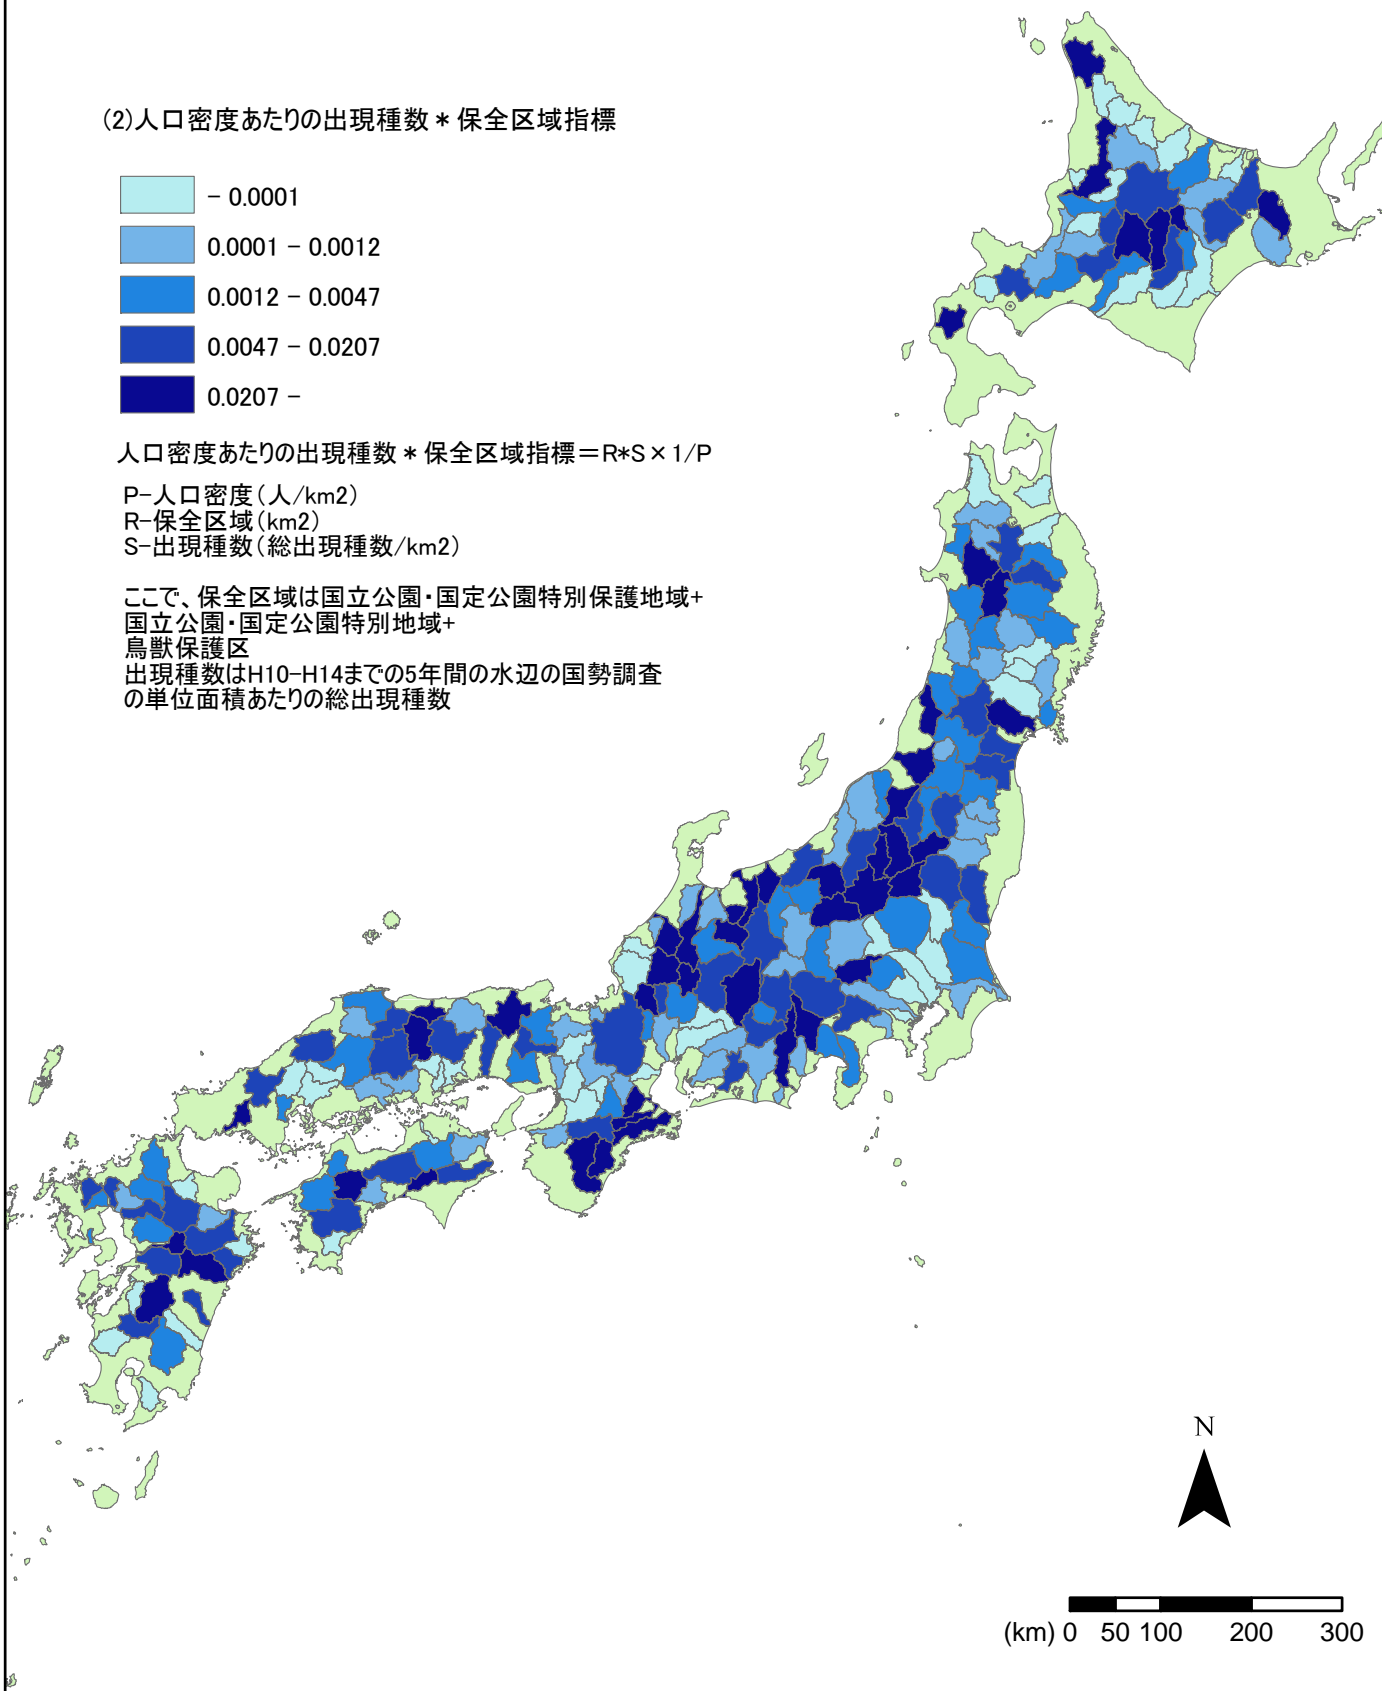 (2)人口密度あたりの出現種数＊保全区域指標
- 0.0001
0.0001 - 0.0012
0.0012 - 0.0047
0.0047 - 0.0207
0.0207 -
人口密度あたりの出現種数＊保全区域指標＝R*S×1/P
P-人口密度(人/km2)
R-保全区域(km2)
S-出現種数(総出現種数/km2)
ここで、保全区域は国立公園・国定公園特別保護地域+
国立公園・国定公園特別地域+
鳥獣保護区
出現種数はH10-H14までの5年間の水辺の国勢調査
の単位面積あたりの総出現種数
N
(km) 0 50 100 200 300